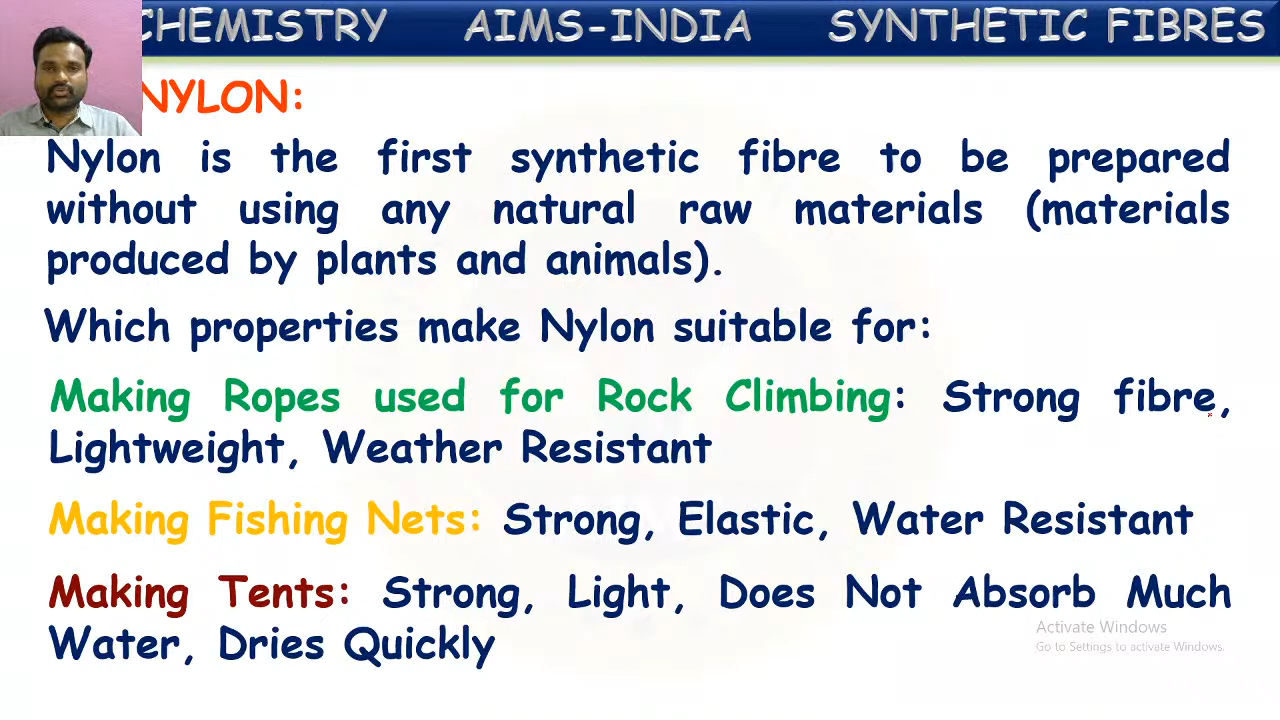 CHEMISTRY AIMS-INDIA SYNTHETIC FIBRES
NYLON:
Nylon is the first synthetic fibre to be prepared
without using any natural raw materials (materials
produced by plants and animals).
Which properties make Nylon suitable for:
Making Ropes used for Rock Climbing: Strong fibre,
Lightweight, Weather Resistant
Making Fishing Nets: Strong, Elastic, Water Resistant
Making Tents: Strong, Light, Does Not Absorb Much
Water, Dries Quickly
Activate Windows
Go to Settings to activate Windows.